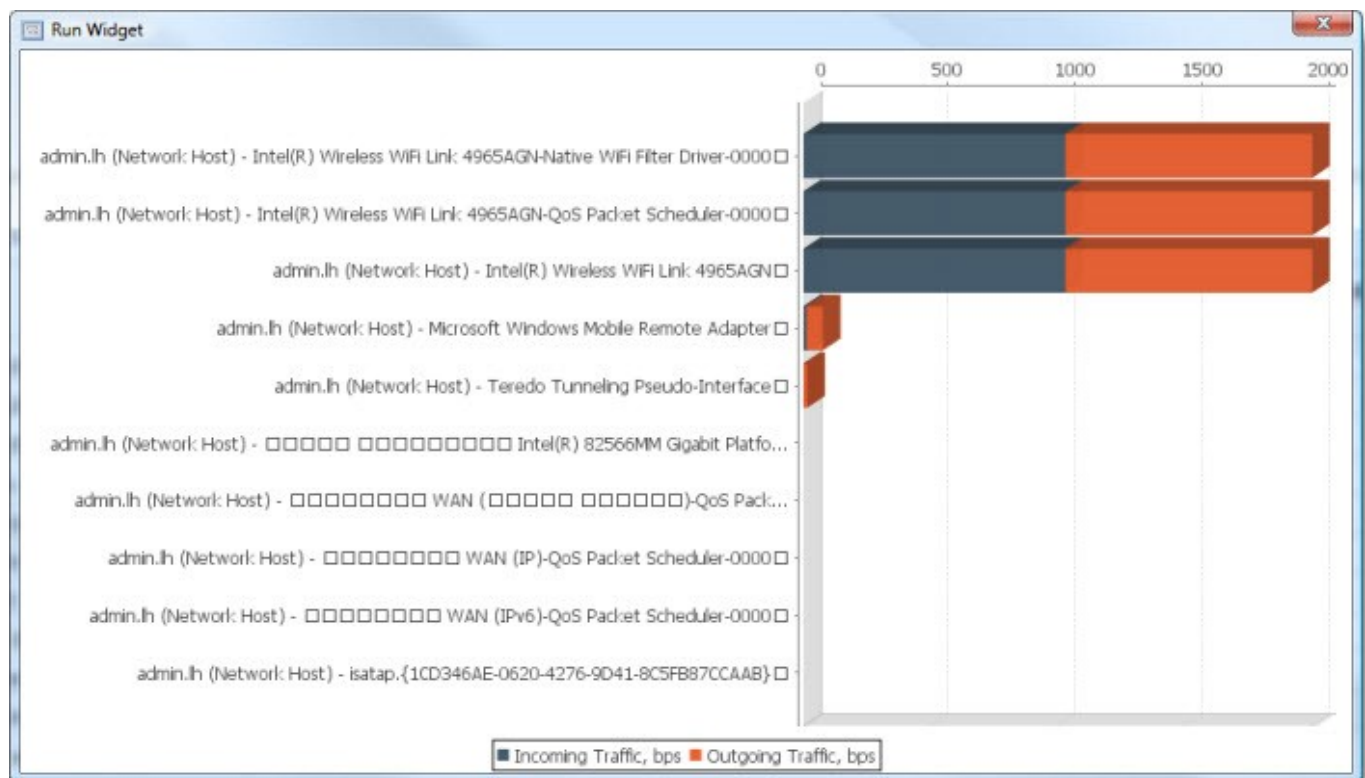 Run Widget
0 500 1000 1500 2000
admin.lh (Network Host) - Intel(R) Wireless WiFi Link 4965AGN-Native WiFi Filter Driver-0000□
admin.lh (Network Host) - Intel(R) Wireless WiFi Link 4965AGN-QoS Packet Scheduler-0000□
admin.lh (Network Host) - Intel(R) Wireless WiFi Link 4965AGN□
admin.lh (Network Host) - Microsoft Windows Mobile Remote Adapter□
admin.lh (Network Host) - Teredo Tunneling Pseudo-Interface□
admin.lh (Network Host) - □□□□□ □□□□□□□□□ Intel(R) 82566MM Gigabit Platfo...
admin.lh (Network Host) - □□□□□□□□ WAN (□□□□□ □□□□□□)-QoS Pack...
admin.lh (Network Host) - □□□□□□□□ WAN (IP)-QoS Packet Scheduler-0000□
admin.lh (Network Host) - □□□□□□□□ WAN (IPv6)-QoS Packet Scheduler-0000□
admin.lh (Network Host) - isatap.{1CD346AE-0620-4276-9D41-8C5FB87CCAAB}□
Incoming Traffic, bps Outgoing Traffic, bps